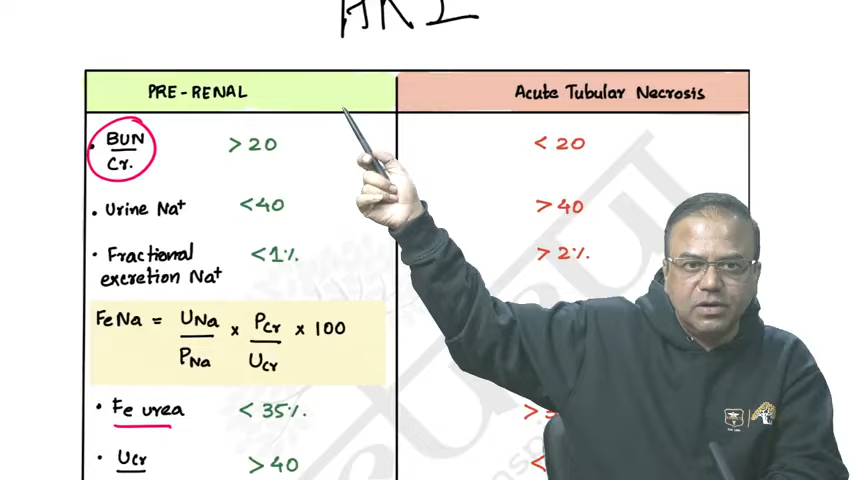 AKI
PRE-RENAL
Acute Tubular Necrosis
• BUN
Cr.
> 20
< 20
• Urine Na+
<40
> 40
• Fractional
excretion Na+
<1%
> 2%
FeNa = UNa × PCr × 100
PNa UCr
• Fe urea
< 35%
>
• Ucr
>40
<